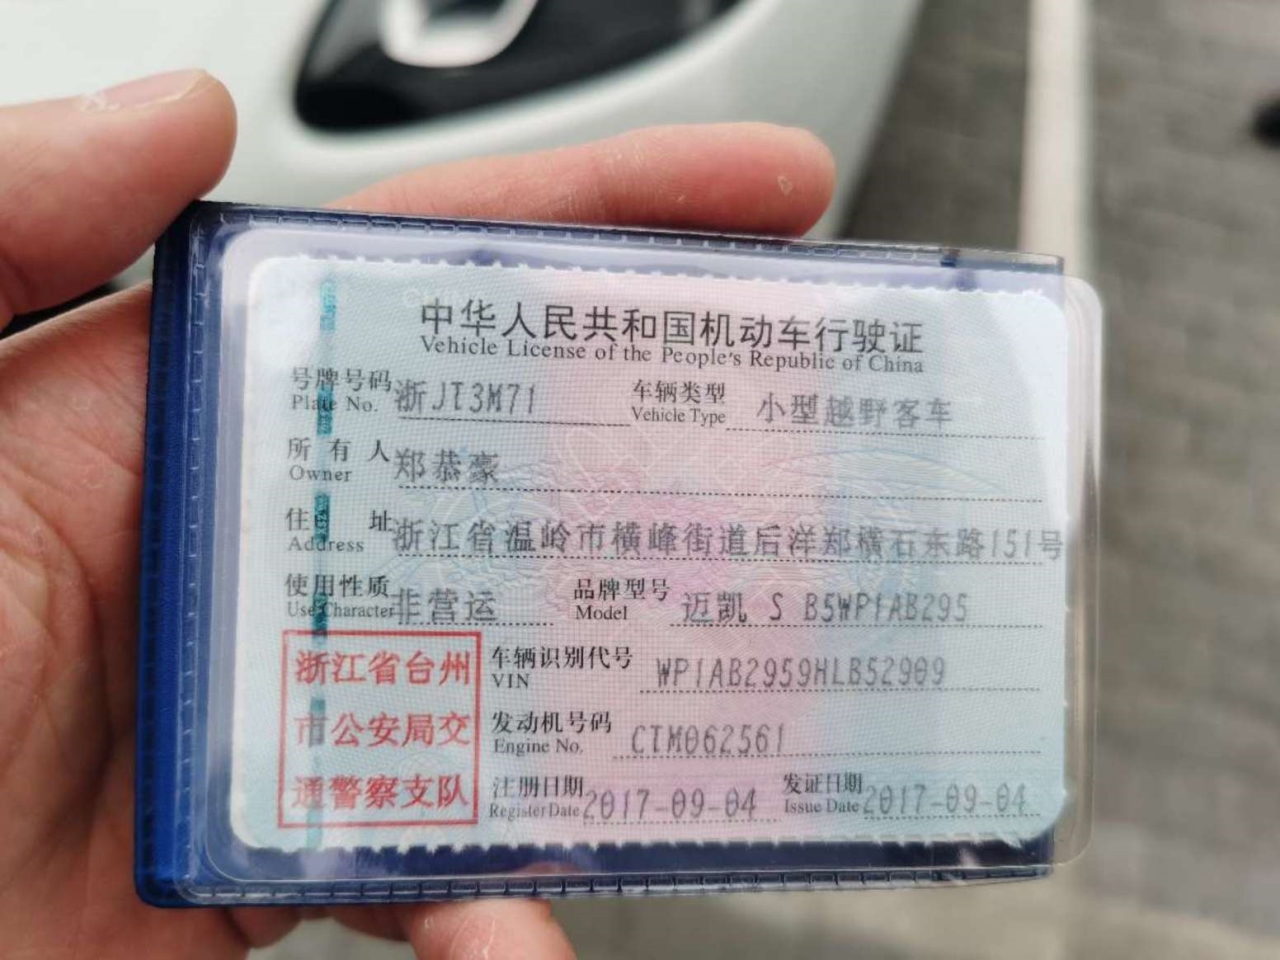 中华人民共和国机动车行驶证
Vehicle License of the People's Republic of China
号牌号码 浙JT3M71 车辆类型 小型越野客车
Plate No. Vehicle Type
所有人 郑恭豪
Owner
住址 浙江省温岭市横峰街道后洋郑横石东路151号
Address
使用性质 非营运 品牌型号 迈凯 S B5WP1AB295
Use Character Model
浙江省台州
市公安局交
通警察支队
车辆识别代号 WP1AB2959HLB52909
VIN
发动机号码 CTM062561
Engine No.
注册日期 2017-09-04 发证日期 2017-09-04
Register Date Issue Date